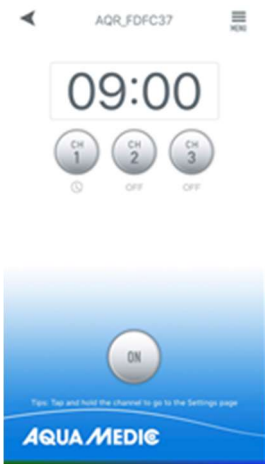 AQR_FDFC37
MENU
09:00
CH 1
CH 2
CH 3
OFF
OFF
ON
Tips: Tap and hold the channel to go to the Settings page
AQUA MEDIC